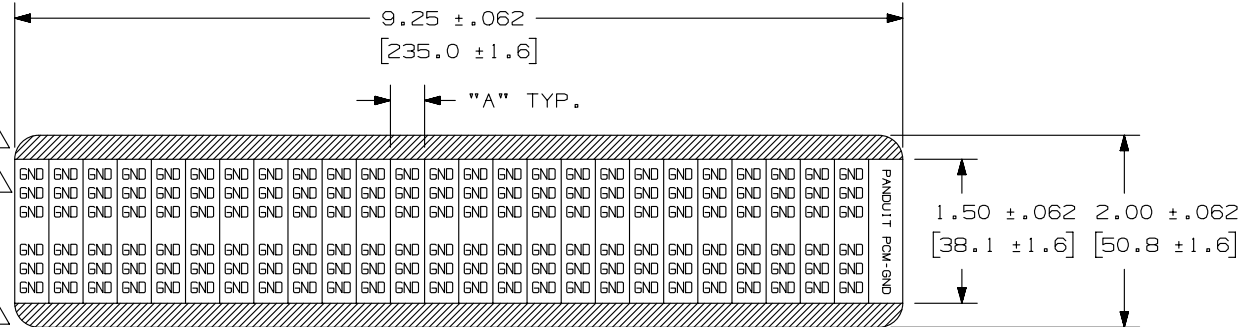 9.25 ±.062
[235.0 ±1.6]
"A" TYP.
GND GND GND GND GND GND GND GND GND GND GND GND GND GND GND GND GND GND GND GND GND GND GND GND GND
GND GND GND GND GND GND GND GND GND GND GND GND GND GND GND GND GND GND GND GND GND GND GND GND GND
GND GND GND GND GND GND GND GND GND GND GND GND GND GND GND GND GND GND GND GND GND GND GND GND GND
GND GND GND GND GND GND GND GND GND GND GND GND GND GND GND GND GND GND GND GND GND GND GND GND GND
GND GND GND GND GND GND GND GND GND GND GND GND GND GND GND GND GND GND GND GND GND GND GND GND GND
GND GND GND GND GND GND GND GND GND GND GND GND GND GND GND GND GND GND GND GND GND GND GND GND GND
PANDUIT PCM-GND
1.50 ±.062
[38.1 ±1.6]
2.00 ±.062
[50.8 ±1.6]